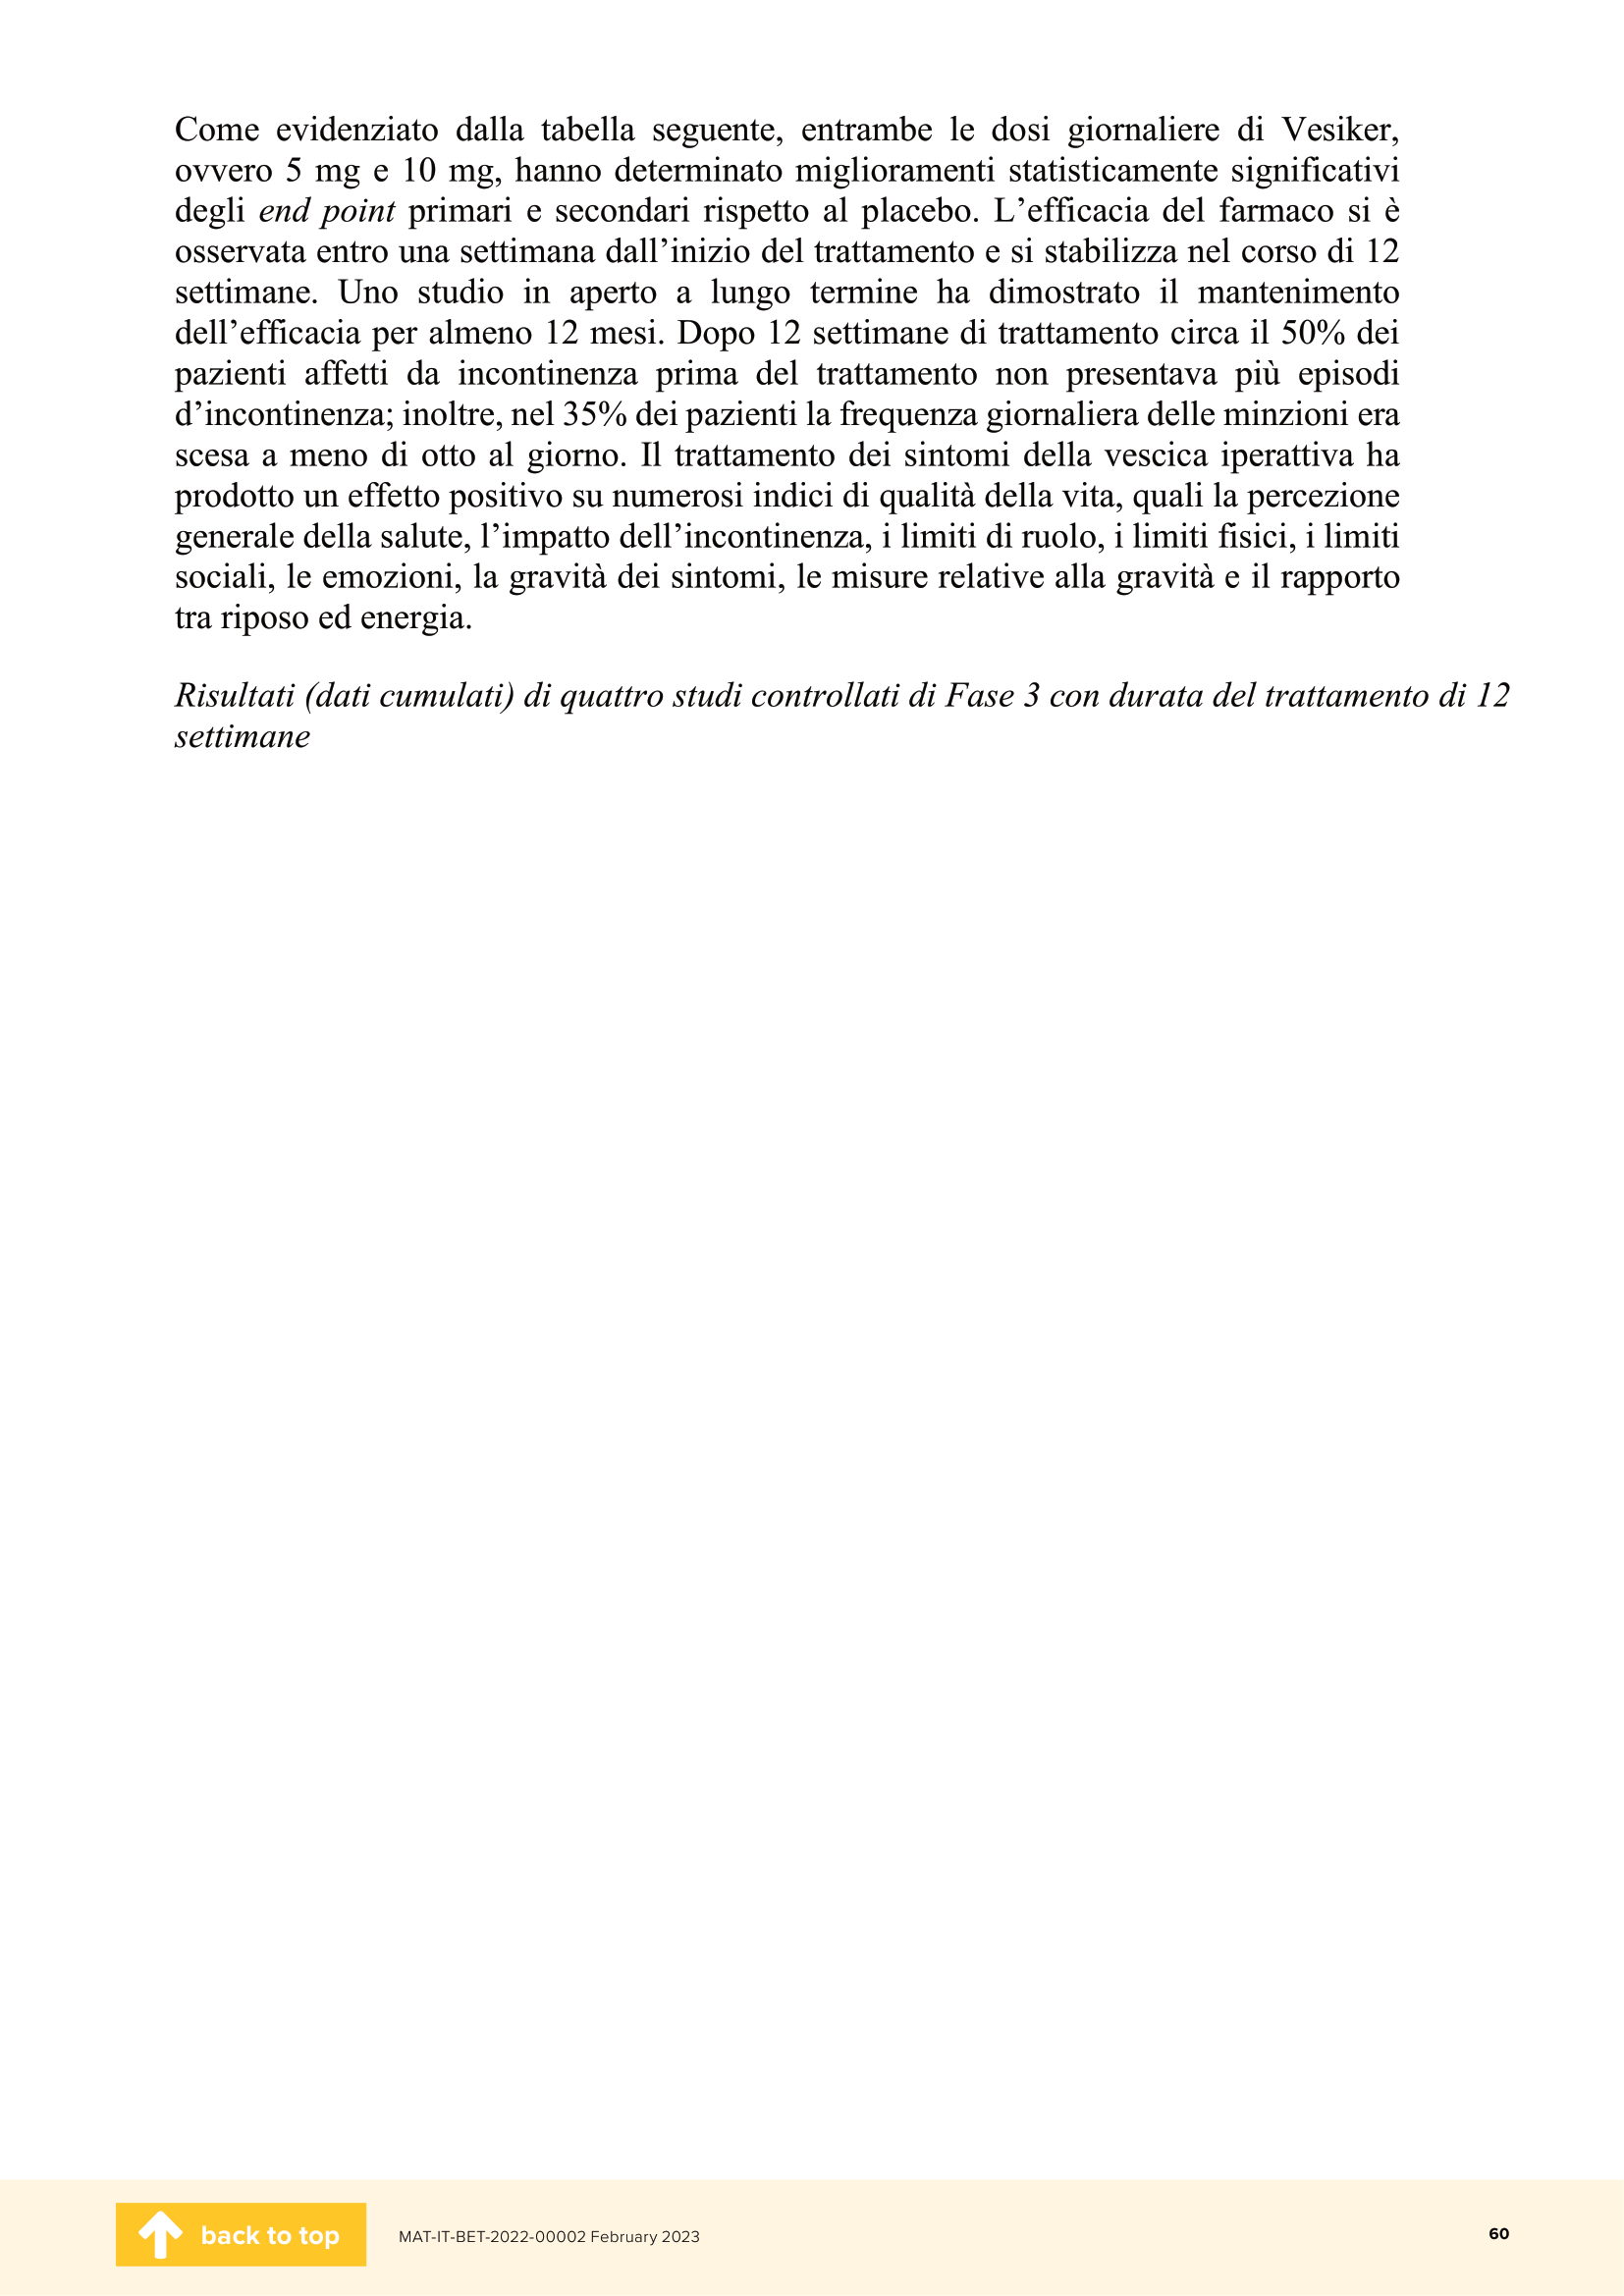 Come evidenziato dalla tabella seguente, entrambe le dosi giornaliere di Vesiker,
ovvero 5 mg e 10 mg, hanno determinato miglioramenti statisticamente significativi
degli end point primari e secondari rispetto al placebo. L’efficacia del farmaco si è
osservata entro una settimana dall’inizio del trattamento e si stabilizza nel corso di 12
settimane. Uno studio in aperto a lungo termine ha dimostrato il mantenimento
dell’efficacia per almeno 12 mesi. Dopo 12 settimane di trattamento circa il 50% dei
pazienti affetti da incontinenza prima del trattamento non presentava più episodi
d’incontinenza; inoltre, nel 35% dei pazienti la frequenza giornaliera delle minzioni era
scesa a meno di otto al giorno. Il trattamento dei sintomi della vescica iperattiva ha
prodotto un effetto positivo su numerosi indici di qualità della vita, quali la percezione
generale della salute, l’impatto dell’incontinenza, i limiti di ruolo, i limiti fisici, i limiti
sociali, le emozioni, la gravità dei sintomi, le misure relative alla gravità e il rapporto
tra riposo ed energia.
Risultati (dati cumulati) di quattro studi controllati di Fase 3 con durata del trattamento di 12
settimane
back to top
MAT-IT-BET-2022-00002 February 2023
60